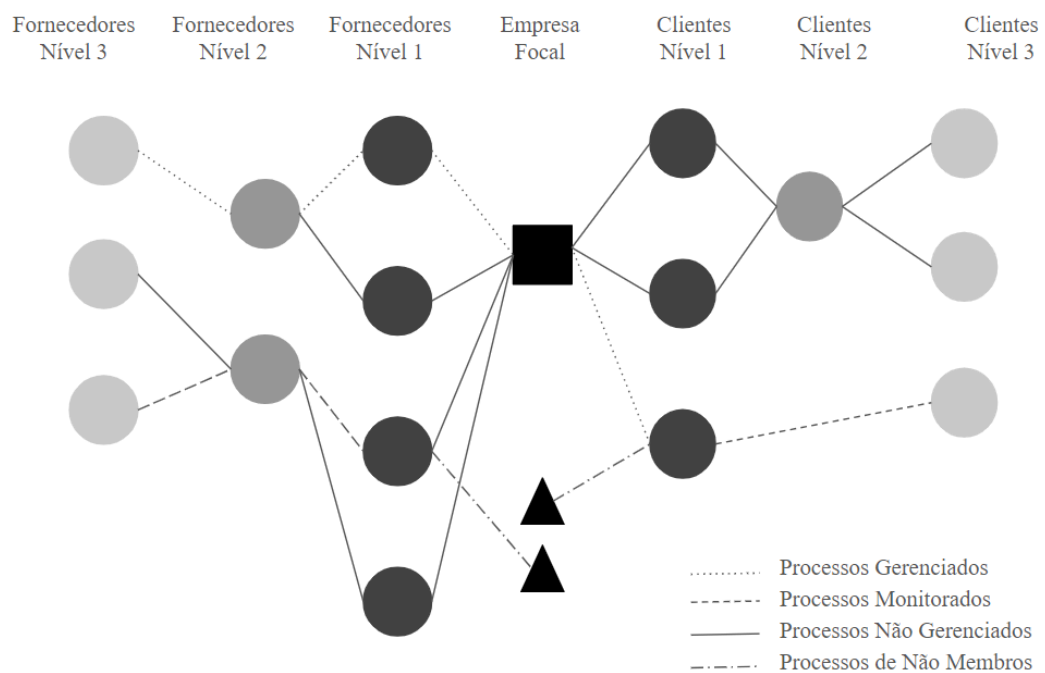 Fornecedores
Nível 3
Fornecedores
Nível 2
Fornecedores
Nível 1
Empresa
Focal
Clientes
Nível 1
Clientes
Nível 2
Clientes
Nível 3
Processos Gerenciados
Processos Monitorados
Processos Não Gerenciados
Processos de Não Membros